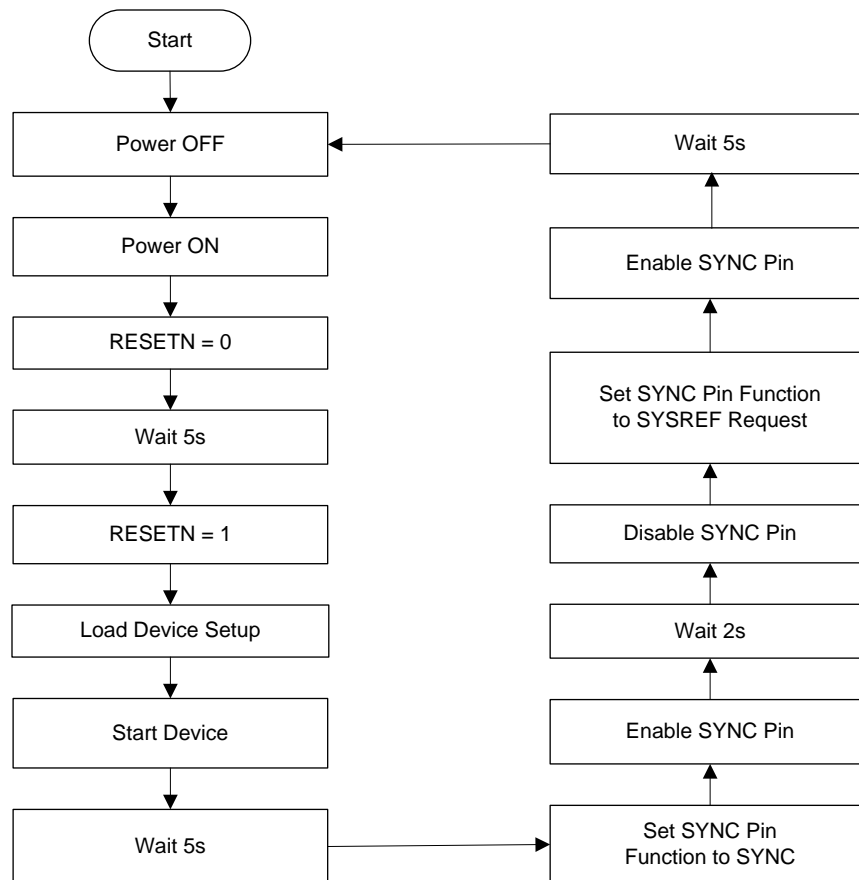 Start
Power OFF
Power ON
RESETN = 0
Wait 5s
RESETN = 1
Load Device Setup
Start Device
Wait 5s
Set SYNC Pin
Function to SYNC
Enable SYNC Pin
Wait 2s
Disable SYNC Pin
Set SYNC Pin Function
to SYSREF Request
Enable SYNC Pin
Wait 5s